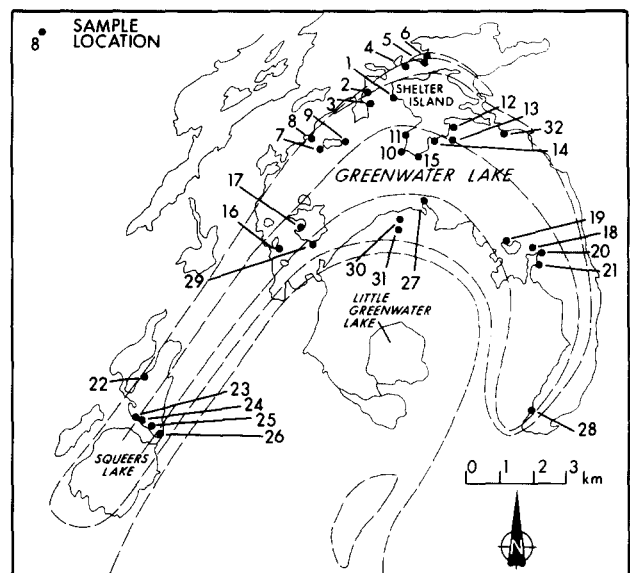 SAMPLE
LOCATION
8
6
5
4
1
2
SHELTER
ISLAND
3
12
13
9
8
11
32
7
10
15
14
GREENWATER LAKE
17
19
16
18
20
29
30
31
27
21
LITTLE
GREENWATER
LAKE
22
23
24
25
26
28
SQUEERS
LAKE
0 1 2 3
km
N